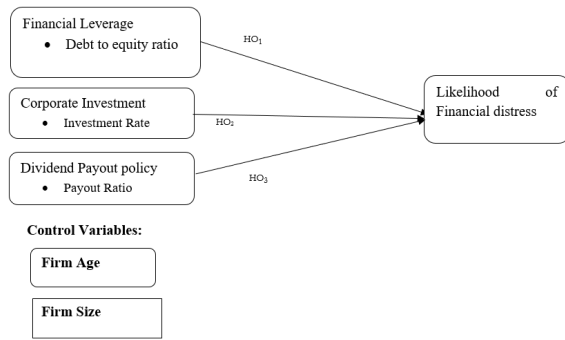 Financial Leverage
• Debt to equity ratio
HO₁
Corporate Investment
• Investment Rate
HO₂
Likelihood of
Financial distress
Dividend Payout policy
• Payout Ratio
HO₃
Control Variables:
Firm Age
Firm Size